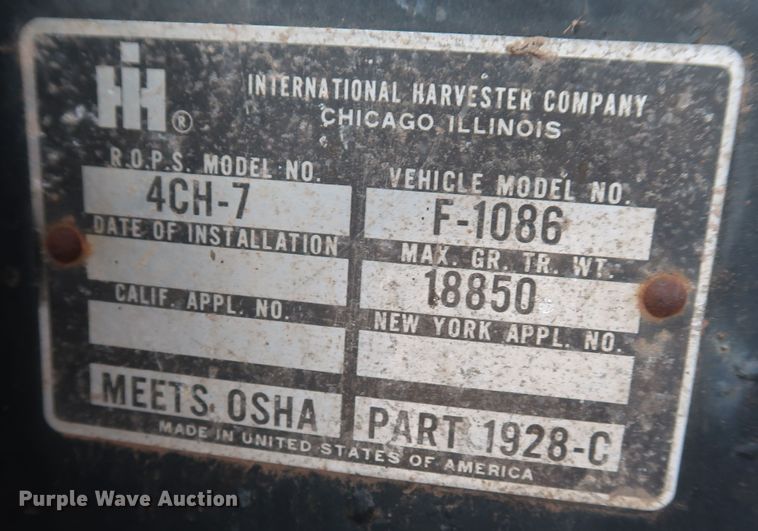 IH ®
INTERNATIONAL HARVESTER COMPANY
CHICAGO, ILLINOIS
R.O.P.S. MODEL NO.
4CH-7
VEHICLE MODEL NO.
F-1086
DATE OF INSTALLATION
MAX. GR. TR. WT.
18850
CALIF. APPL. NO.
NEW YORK APPL. NO.
MEETS OSHA
PART 1928-C
MADE IN UNITED STATES OF AMERICA
Purple Wave Auction